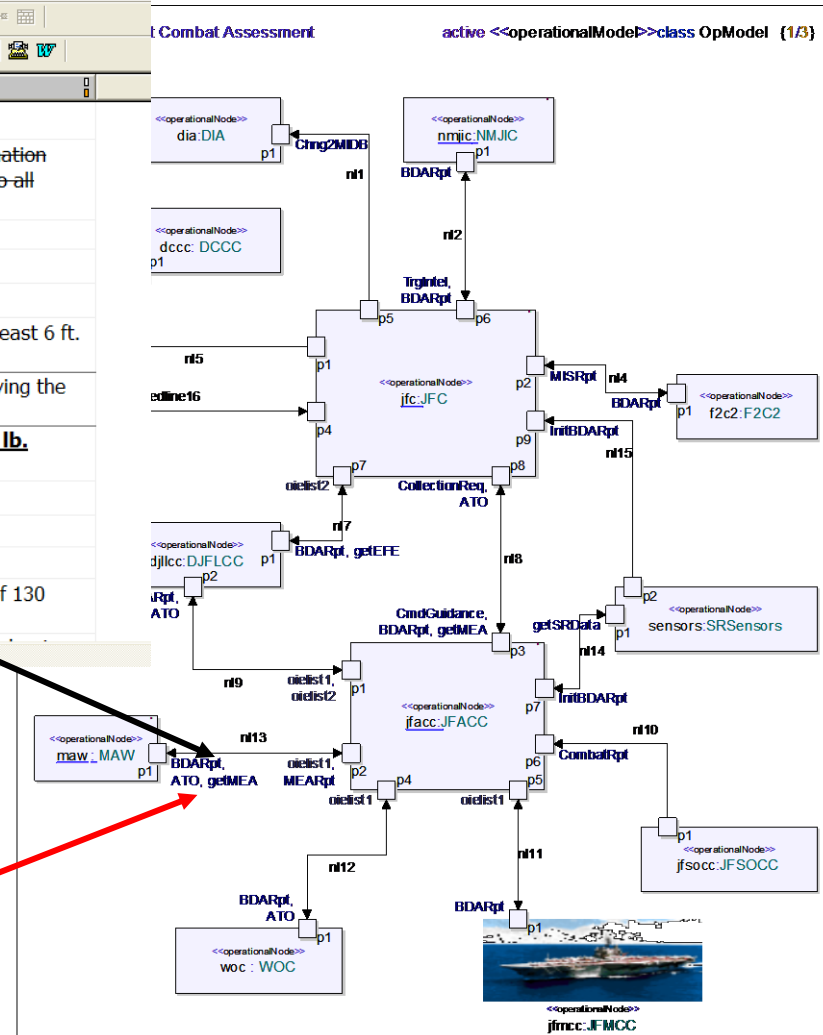 W
t Combat Assessment
active <<operationalModel>>class OpModel {1/3}
ation
o all
east 6 ft.
ving the
lb.
f 130
<<operationalNode>>
dia:DIA
p1
Chng2MIDB
nl1
<<operationalNode>>
nmjic:NMJIC
p1
BDARpt
nl2
<<operationalNode>>
dccc: DCCC
p1
TrgIntel,
BDARpt
p5
p6
nl5
p1
edline16
p4
<<operationalNode>>
jfc:JFC
p2
MISRpt
nl4
BDARpt
p1
<<operationalNode>>
f2c2:F2C2
p9
InitBDARpt
nl15
p7
oielist2
p8
CollectionReq,
ATO
nl7
<<operationalNode>>
djllcc:DJFLCC
p1
BDARpt, getEFE
p2
ARpt,
ATO
nl8
CmdGuidance,
BDARpt, getMEA
p3
getSRData
p2
p1
<<operationalNode>>
sensors:SRSensors
nl14
nl9
oielist1,
oielist2
p1
<<operationalNode>>
jfacc:JFACC
p7
InitBDARpt
nl10
<<operationalNode>>
maw : MAW
p1
nl13
BDARpt,
ATO, getMEA
oielist1,
MEARpt
p2
p6
CombatRpt
p4
p5
oielist1
oielist1
p1
<<operationalNode>>
jfsocc:JFSOCC
nl12
nl11
BDARpt,
ATO
p1
<<operationalNode>>
woc : WOC
BDARpt
p1
<<operationalNode>>
jfmcc:JFMCC